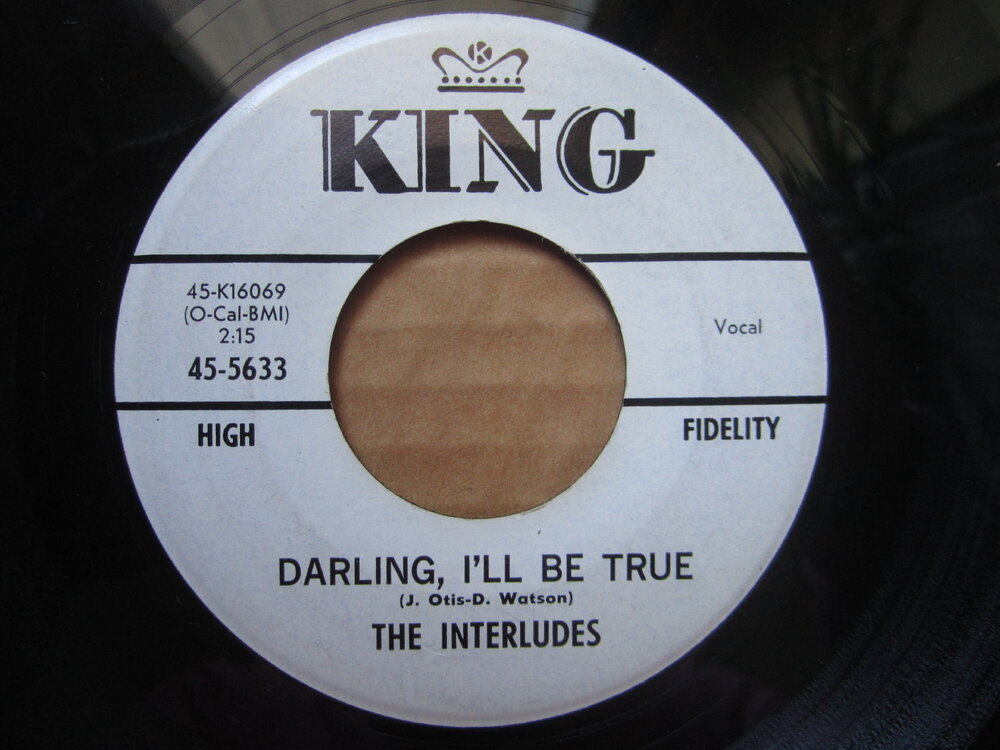 K
KING
45-K16069
(O-Cal-BMI)
2:15
45-5633
Vocal
HIGH
FIDELITY
DARLING, I'LL BE TRUE
(J. Otis-D. Watson)
THE INTERLUDES